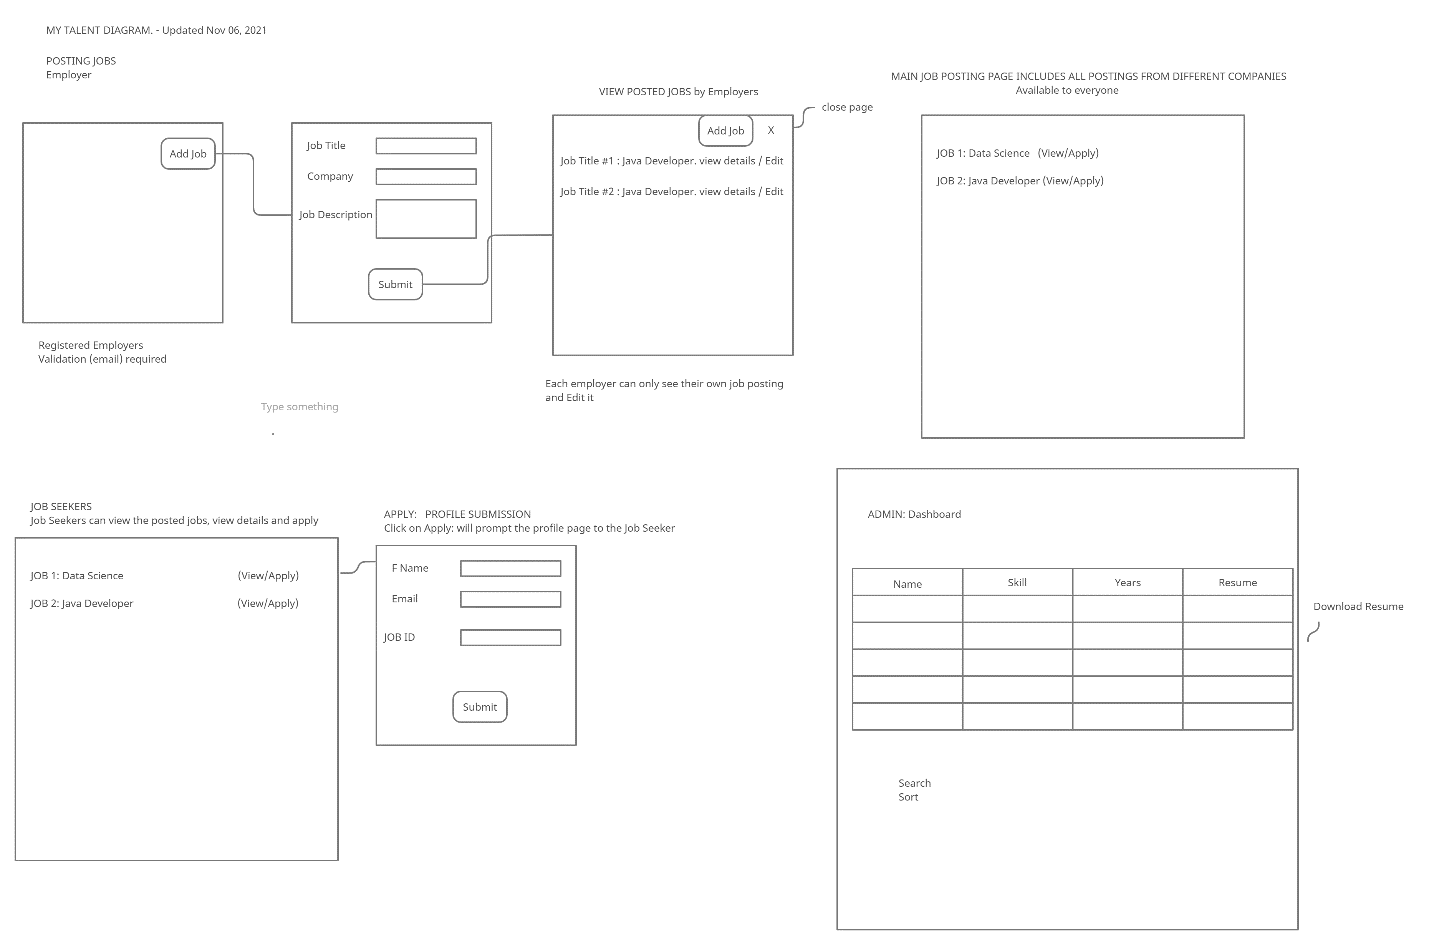 MY TALENT DIAGRAM. - Updated Nov 06, 2021
POSTING JOBS
Employer
Add Job
Registered Employers
Validation (email) required
Job Title
Company
Job Description
Submit
VIEW POSTED JOBS by Employers
close page
Add Job
X
Job Title #1 : Java Developer. view details / Edit
Job Title #2 : Java Developer. view details / Edit
Each employer can only see their own job posting
and Edit it
MAIN JOB POSTING PAGE INCLUDES ALL POSTINGS FROM DIFFERENT COMPANIES
Available to everyone
JOB 1: Data Science (View/Apply)
JOB 2: Java Developer (View/Apply)
Type something
.
JOB SEEKERS
Job Seekers can view the posted jobs, view details and apply
JOB 1: Data Science (View/Apply)
JOB 2: Java Developer (View/Apply)
APPLY: PROFILE SUBMISSION
Click on Apply: will prompt the profile page to the Job Seeker
F Name
Email
JOB ID
Submit
ADMIN: Dashboard
Name Skill Years Resume
Download Resume
Search
Sort